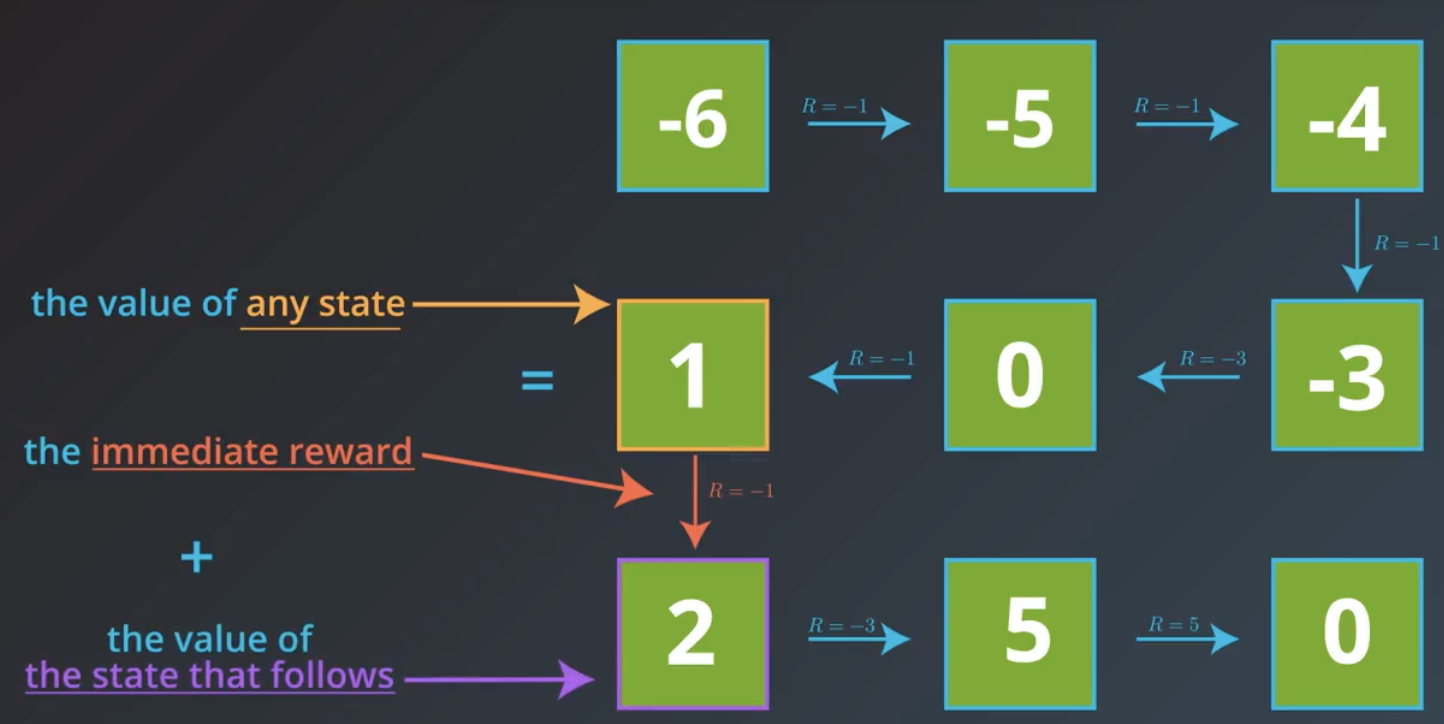 -6
R = −1
-5
R = −1
-4
R = −1
the value of any state
=
1
R = −1
0
R = −3
-3
the immediate reward
R = −1
+
the value of
the state that follows
2
R = −3
5
R = 5
0